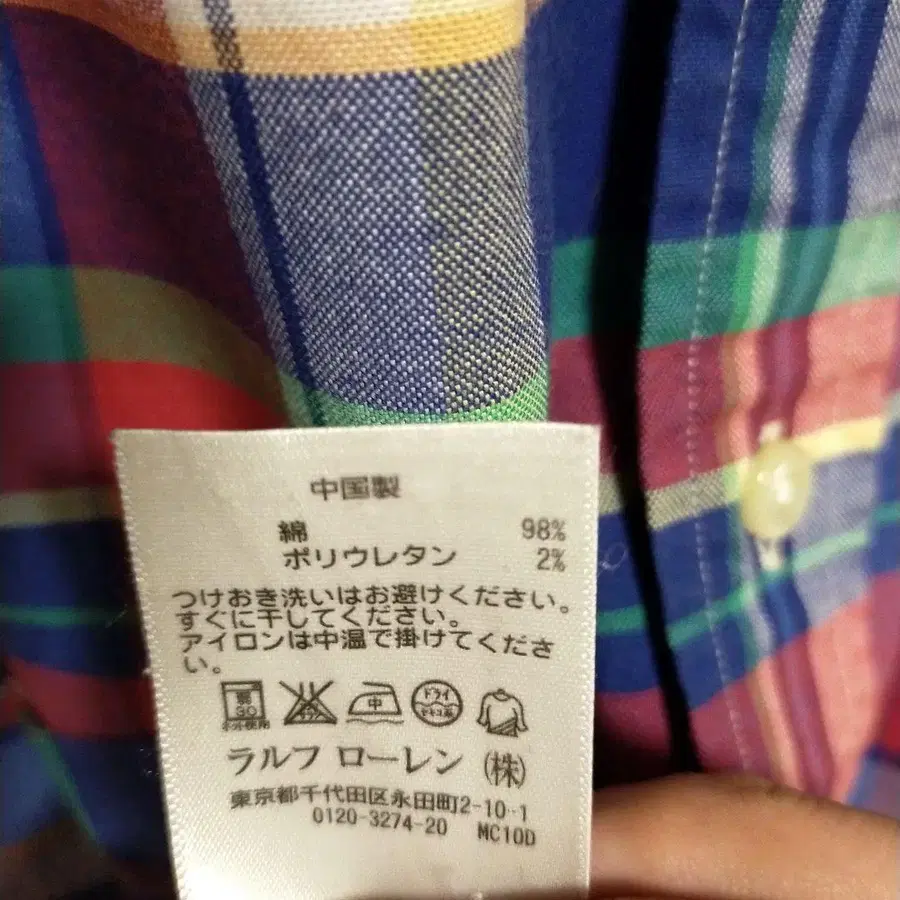 中国製
綿 98%
ポリウレタン 2%
つけおき洗いはお避けください。
すぐに干してください。
アイロンは中温で掛けてくださ
い。
30 中 ドライ
ラルフ ローレン (株)
東京都千代田区永田町2-10-1
0120-3274-20 MC10D